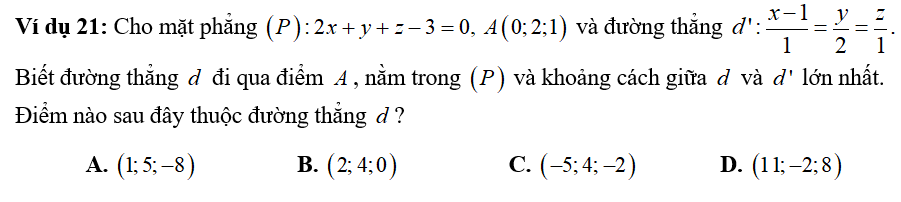 Ví dụ 21: Cho mặt phẳng (P): 2x + y + z − 3 = 0, A(0;2;1) và đường thẳng d': \frac{x−1}{1} = \frac{y}{2} = \frac{z}{1}.
Biết đường thẳng d đi qua điểm A, nằm trong (P) và khoảng cách giữa d và d' lớn nhất.
Điểm nào sau đây thuộc đường thẳng d?
A. (1;5;−8) B. (2;4;0) C. (−5;4;−2) D. (11;−2;8)